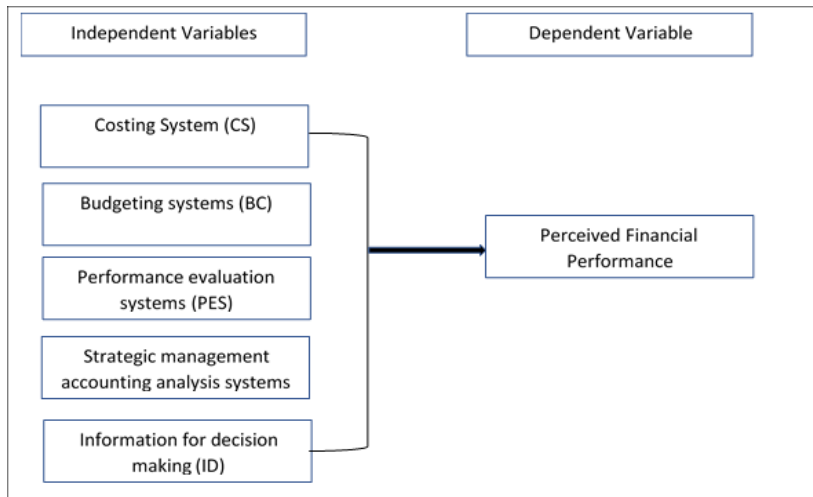 Independent Variables
Dependent Variable
Costing System (CS)
Budgeting systems (BC)
Perceived Financial
Performance
Performance evaluation
systems (PES)
Strategic management
accounting analysis systems
Information for decision
making (ID)